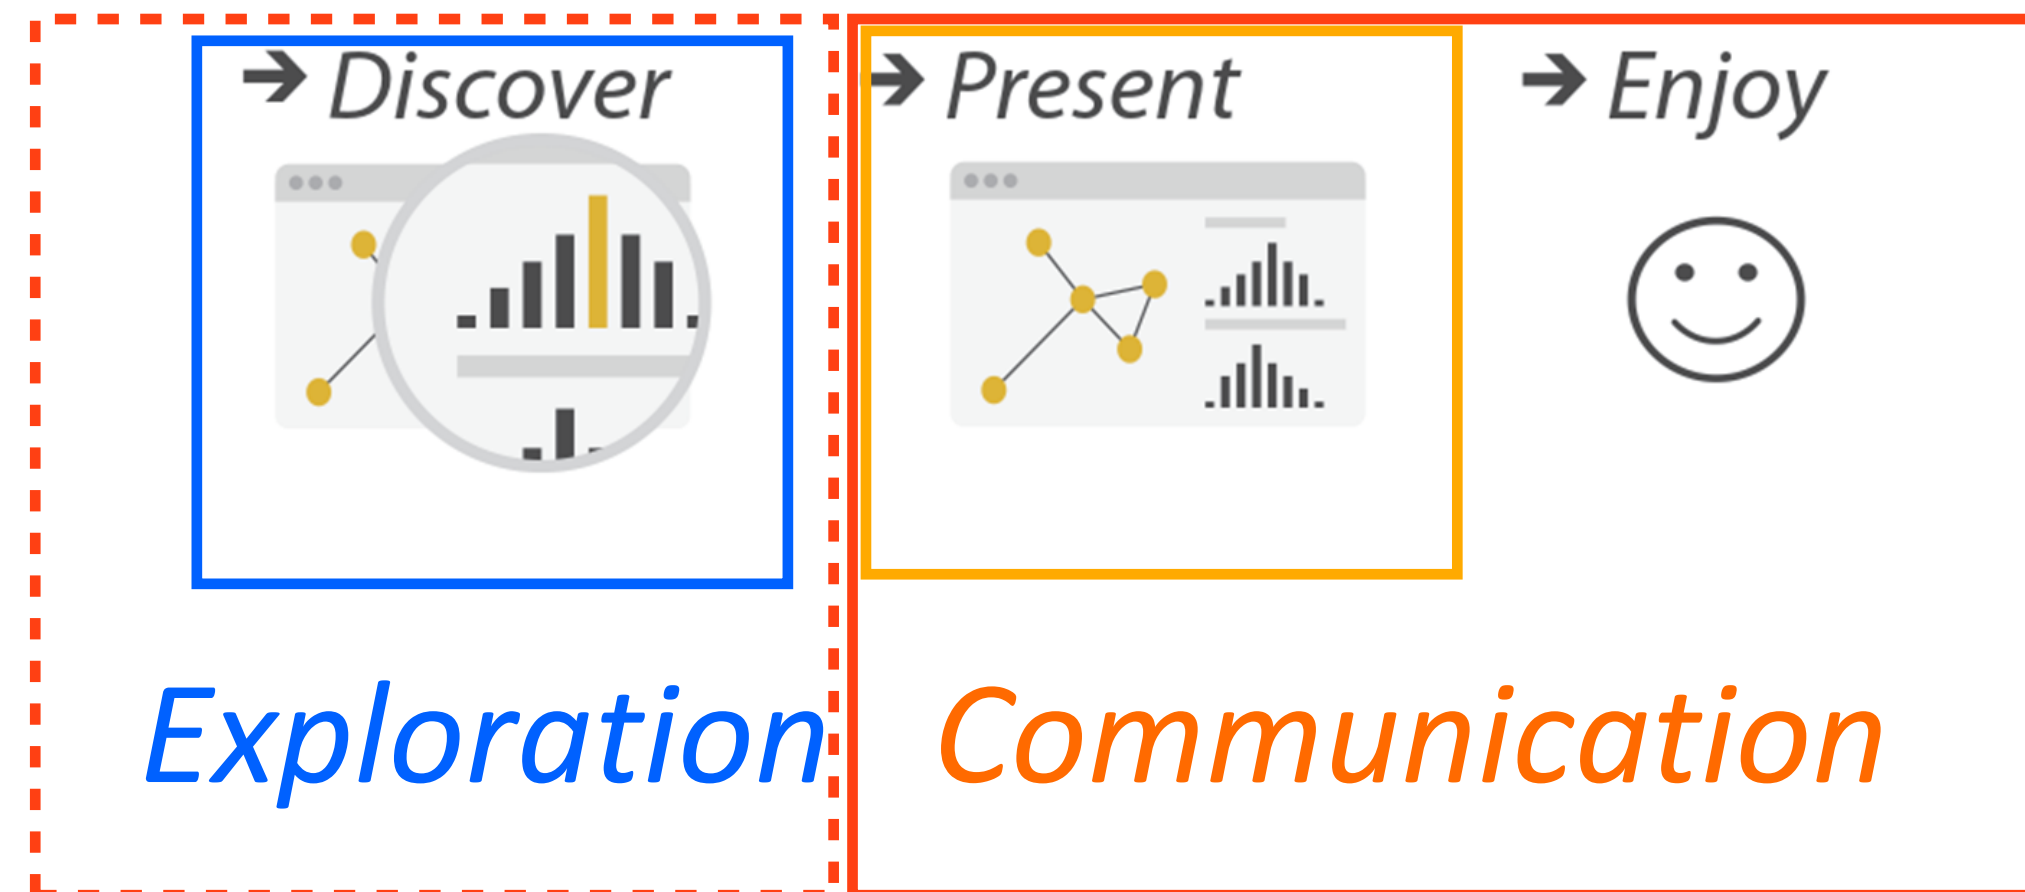 ➔ Discover
➔ Present
➔ Enjoy
Exploration
Communication